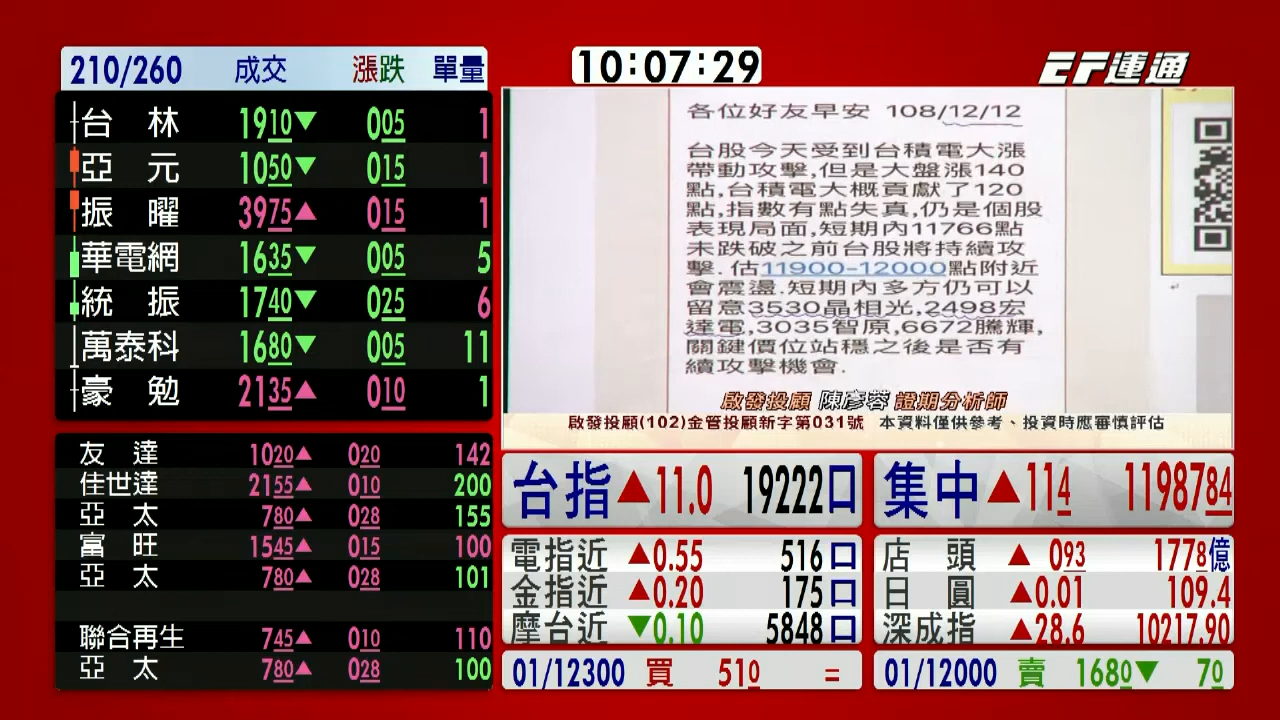 210/260 成交 漲跌 單量
10:07:29
EF運通
台林 1910▼ 005 1
亞元 1050▼ 015 1
振曜 3975▲ 015 1
華電網 1635▼ 005 5
統振 1740▼ 025 6
萬泰科 1680▼ 005 11
豪勉 2135▲ 010 1
友達 1020▲ 020 142
佳世達 2155▲ 010 200
亞太 780▲ 028 155
富旺 1545▲ 015 100
亞太 780▲ 028 101
聯合再生 745▲ 010 110
亞太 780▲ 028 100
各位好友早安 108/12/12
台股今天受到台積電大漲
帶動攻擊,但是大盤漲140
點,台積電大概貢獻了120
點,指數有點失真,仍是個股
表現局面,短期內11766點
未跌破之前台股將持續攻
擊.估11900-12000點附近
會震盪.短期內多方仍可以
留意3530晶相光,2498宏
達電,3035智原,6672騰輝,
關鍵價位站穩之後是否有
續攻擊機會.
啟發投顧 陳彥蓉 證期分析師
啟發投顧(102)金管投顧新字第031號 本資料僅供參考、投資時應審慎評估
台指▲11.0 19222口
集中▲114 1198784
電指近 ▲0.55 516口
金指近 ▲0.20 175口
摩台近 ▼0.10 5848口
店頭 ▲ 093 1778億
日圓 ▲0.01 109.4
深成指 ▲28.6 10217.90
01/12300 買 510 =
01/12000 賣 1680▼ 70